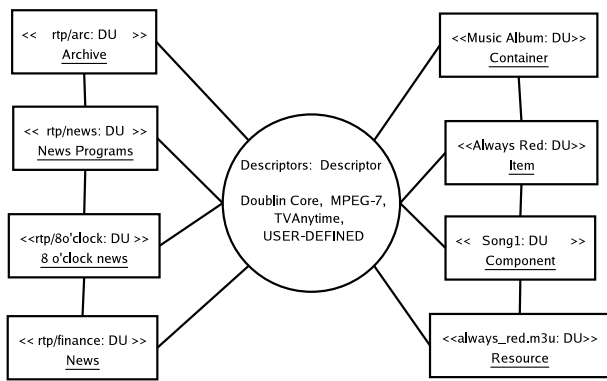 << rtp/arc: DU >>
Archive
<< rtp/news: DU >>
News Programs
<<rtp/8o'clock: DU >>
8 o'clock news
<< rtp/finance: DU >>
News
Descriptors: Descriptor
Doublin Core, MPEG-7,
TVAnytime,
USER-DEFINED
<<Music Album: DU>>
Container
<<Always Red: DU>>
Item
<< Song1: DU >>
Component
<<always_red.m3u: DU>>
Resource